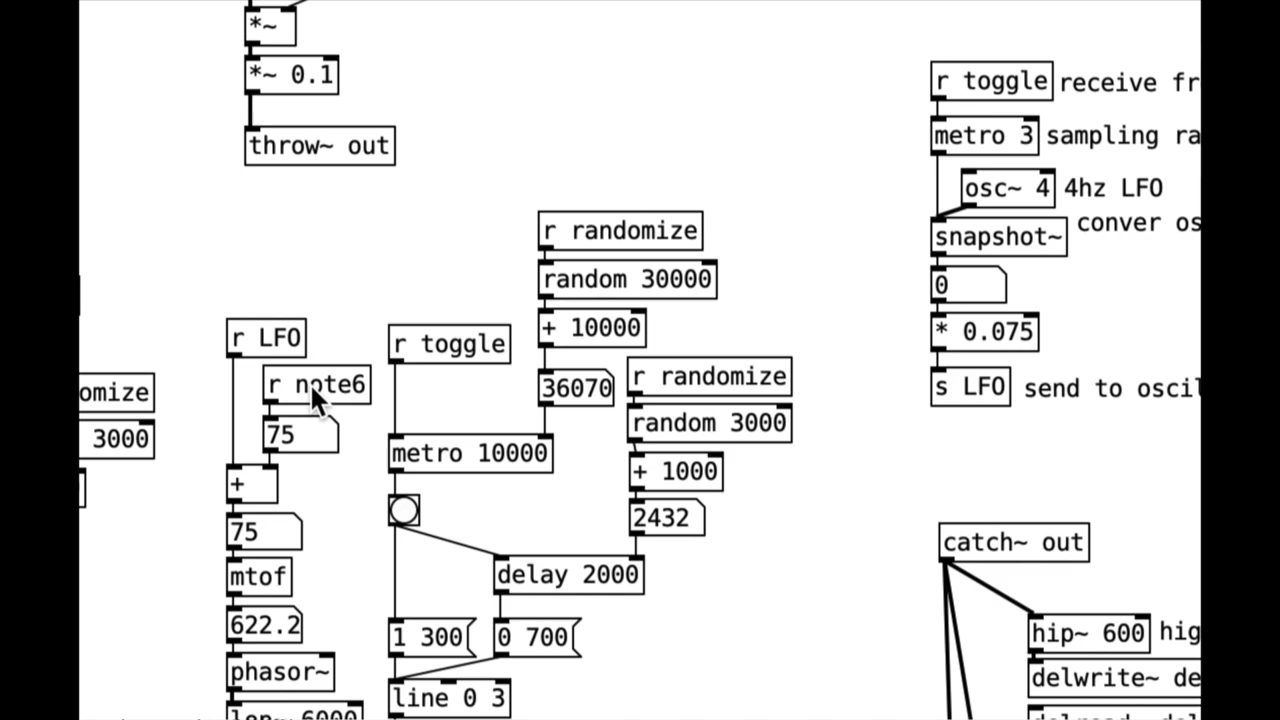 *~
*~ 0.1
throw~ out
r toggle receive fr
metro 3 sampling ra
osc~ 4 4hz LFO
snapshot~ conver os
0
* 0.075
s LFO send to oscil
r randomize
random 30000
+ 10000
36070
r randomize
random 3000
+ 1000
2432
omize
3000
r LFO
r note6
75
+
75
mtof
622.2
phasor~
lop~ 6000
r toggle
metro 10000
delay 2000
1 300
0 700
line 0 3
catch~ out
hip~ 600 hig
delwrite~ de